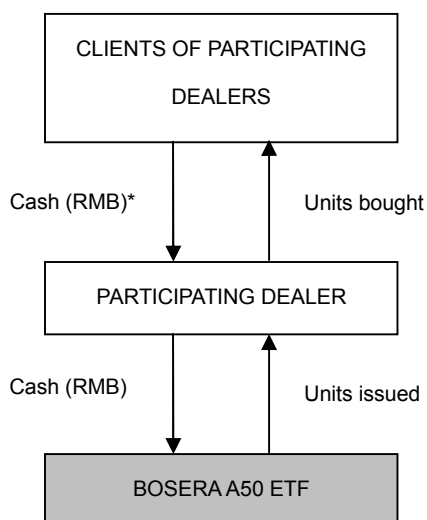 CLIENTS OF PARTICIPATING
DEALERS
Cash (RMB)*
Units bought
PARTICIPATING DEALER
Cash (RMB)
Units issued
BOSERA A50 ETF